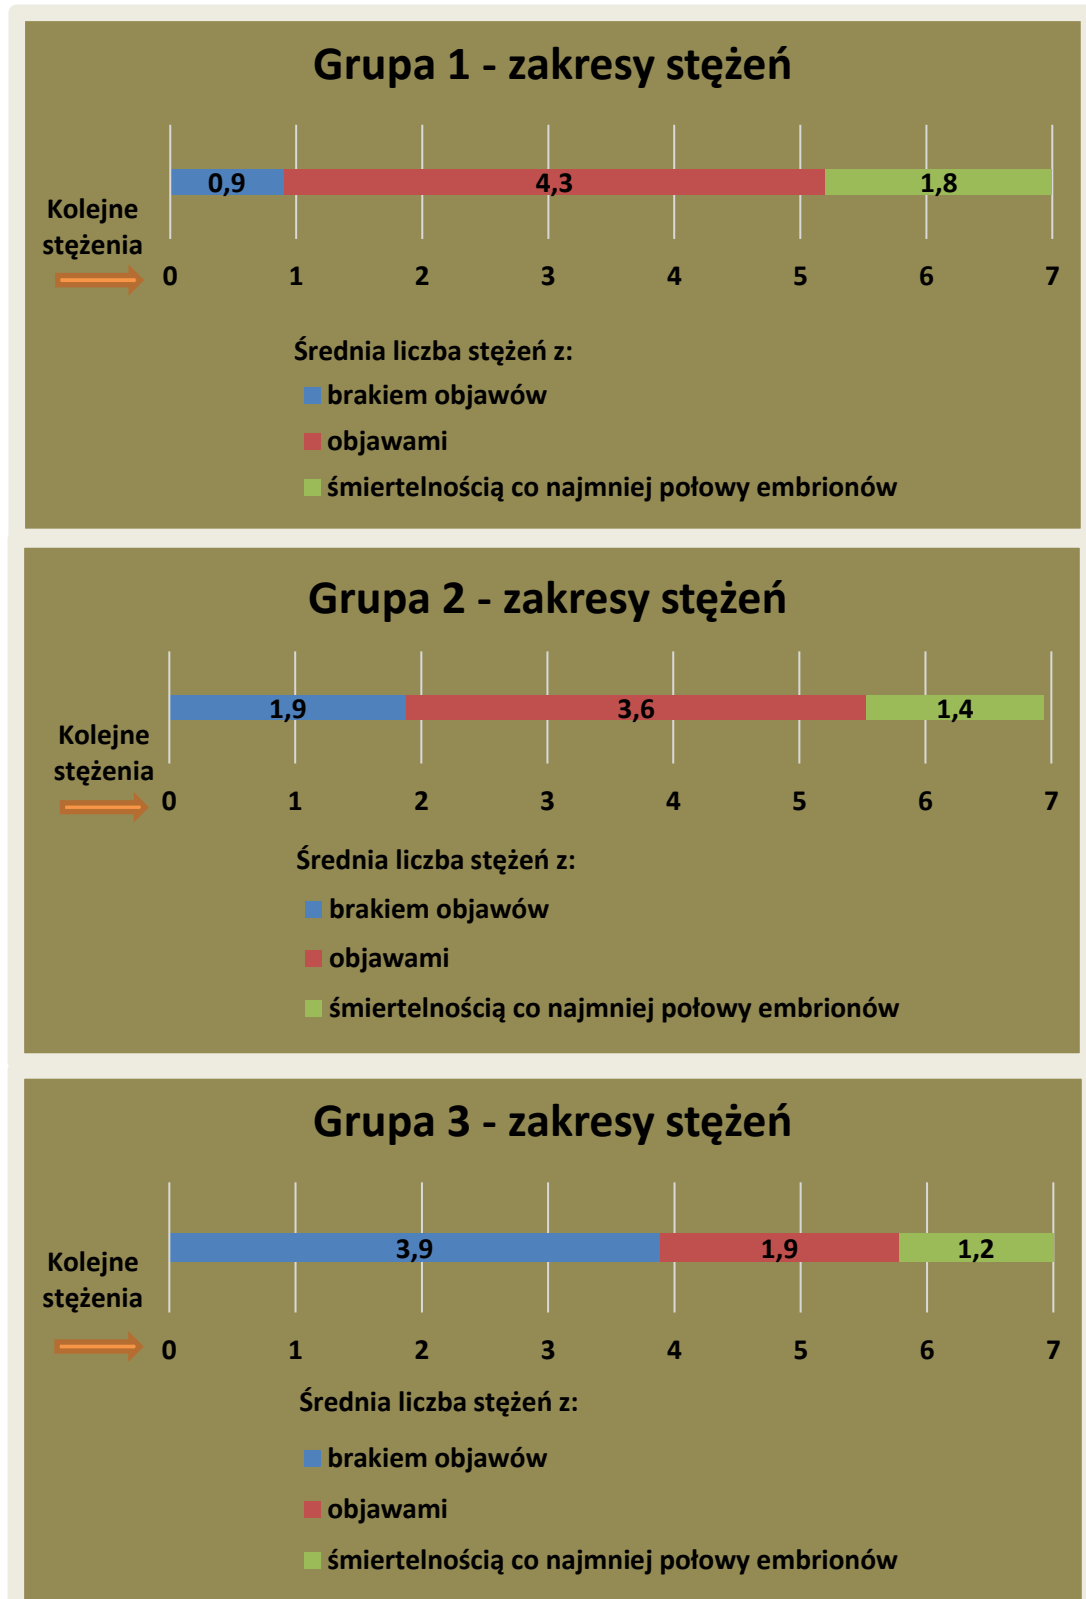 Grupa 1 - zakresy stężeń
0,9 4,3 1,8
Kolejne
stężenia
0 1 2 3 4 5 6 7
Średnia liczba stężeń z:
brakiem objawów
objawami
śmiertelnością co najmniej połowy embrionów
Grupa 2 - zakresy stężeń
1,9 3,6 1,4
Kolejne
stężenia
0 1 2 3 4 5 6 7
Średnia liczba stężeń z:
brakiem objawów
objawami
śmiertelnością co najmniej połowy embrionów
Grupa 3 - zakresy stężeń
3,9 1,9 1,2
Kolejne
stężenia
0 1 2 3 4 5 6 7
Średnia liczba stężeń z:
brakiem objawów
objawami
śmiertelnością co najmniej połowy embrionów